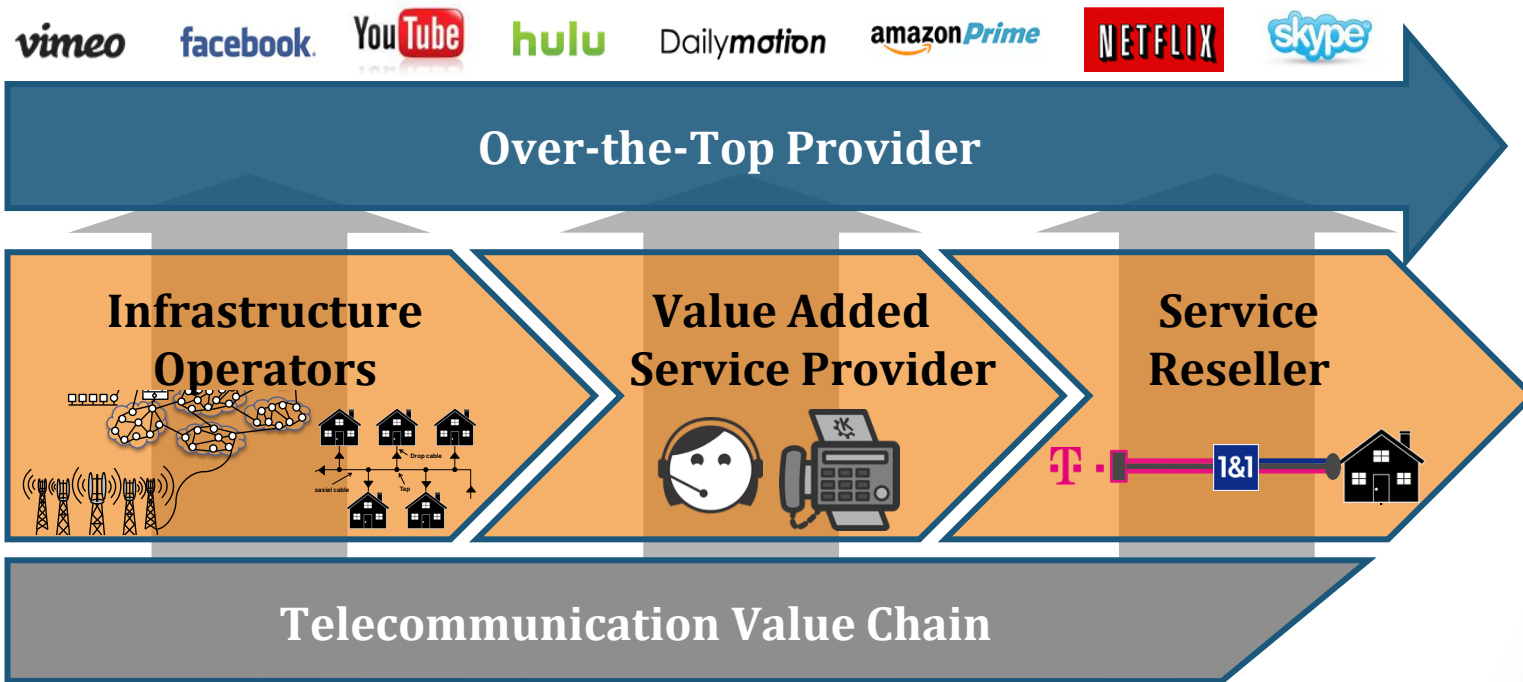 vimeo facebook. YouTube hulu Dailymotion amazonPrime NETFLIX skype
Over-the-Top Provider
Infrastructure
Operators
Value Added
Service Provider
Service
Reseller
Drop cable
oaxial cable
Tap
K
T
1&1
Telecommunication Value Chain